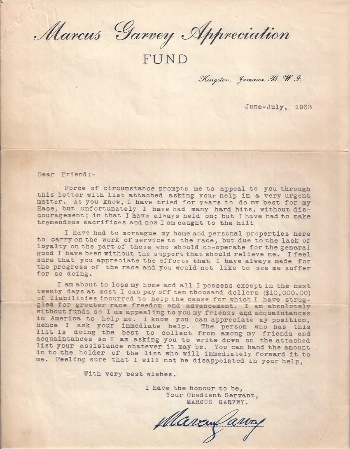 Marcus Garvey Appreciation
FUND
Kingston, Jamaica B. W. I.
June-July, 1933
Dear Friend:-
Force of circumstance prompts me to appeal to you through
this letter with list attached asking your help in a very urgent
matter. As you know, I have tried for years to do my best for my
Race, but unfortunately I have had many hard hits, without dis-
couragement; in that I have always held on; but I have had to make
tremendous sacrifices and now I am caught to the hilt
I have had to mortgage my home and personal properties here
to carry on the work of service to the race, but due to the lack of
loyalty on the part of those who should co-operate for the general
good I have been without the support that should relieve me. I feel
sure that you appreciate the efforts that I have always made for
the progress of the race and you would not like to see me suffer
for so doing.
I am about to lose my home and all I possess except in the next
twenty days at most I can pay off ten thousand dollars ($10,000.00)
of liabilities incurred to help the cause for which I have strug-
gled for greater race freedom and advancement. I am absolutely
without funds so I am appealing to you my friends and acquaintances
in America to help me. I know you can appreciate my position,
hence I ask your immediate help. The person who has this
list is doing the best to collect from among my friends and
acquaintances so I am asking you to write down on the attached
list your assistance whatever it may be. You can hand the amount
in to the holder of the list who will immediately forward it to
me. Feeling sure that I will not be disappointed in your help,
With very best wishes.
I have the honour to be,
Your Obedient Servant,
MARCUS GARVEY.
Marcus Garvey